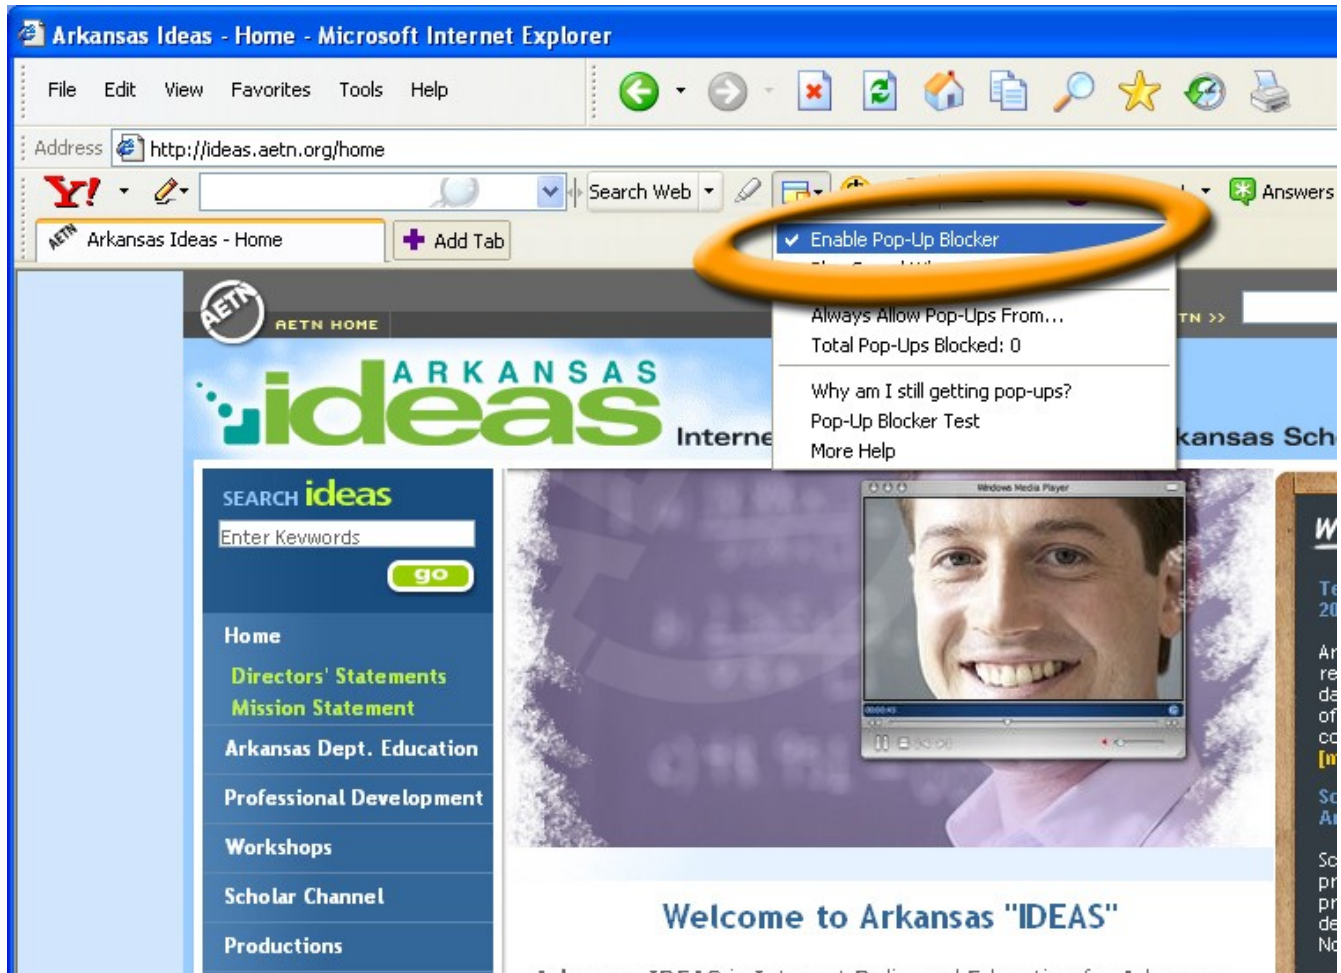 Arkansas Ideas - Home - Microsoft Internet Explorer
File Edit View Favorites Tools Help
Address http://ideas.aetn.org/home
Y! Search Web Answers
AETN Arkansas Ideas - Home Add Tab
Enable Pop-Up Blocker
Always Allow Pop-Ups From...
Total Pop-Ups Blocked: 0
Why am I still getting pop-ups?
Pop-Up Blocker Test
More Help
AETN AETN HOME
TN >>
ARKANSAS
ideas
Interne
kansas Sch
SEARCH ideas
Enter Keywords
go
Home
Directors' Statements
Mission Statement
Arkansas Dept. Education
Professional Development
Workshops
Scholar Channel
Productions
Windows Media Player
00:00:43
Welcome to Arkansas "IDEAS"